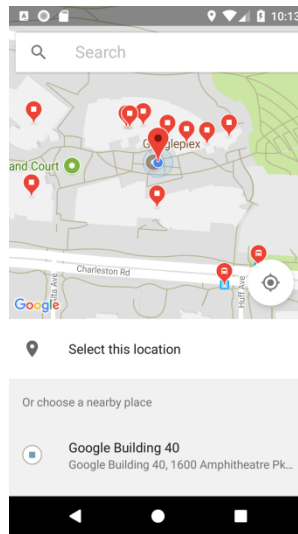 10:13
Search
Googleplex
and Court
Charleston Rd
Huff Ave
Google
Select this location
Or choose a nearby place
Google Building 40
Google Building 40, 1600 Amphitheatre Pk...